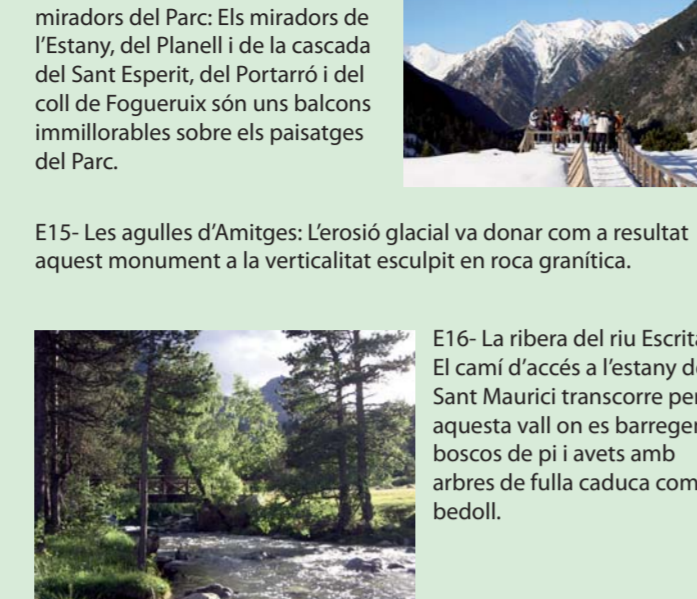 miradors del Parc: Els miradors de
l'Estany, del Planell i de la cascada
del Sant Esperit, del Portarró i del
coll de Fogueruix són uns balcons
immillorables sobre els paisatges
del Parc.
E15- Les agulles d'Amitges: L'erosió glacial va donar com a resultat
aquest monument a la verticalitat esculpit en roca granítica.
E16- La ribera del riu Escrita
El camí d'accés a l'estany de
Sant Maurici transcorre per
aquesta vall on es barregen
boscos de pi i avets amb
arbres de fulla caduca com
bedoll.